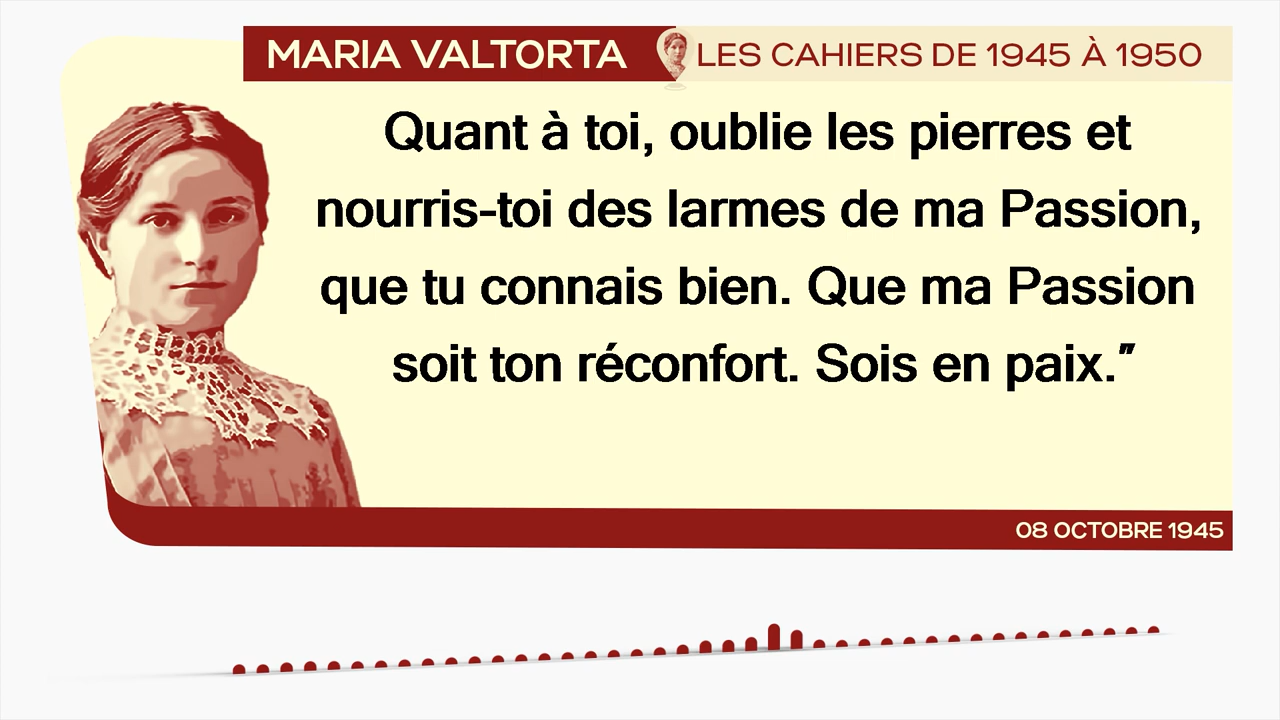 MARIA VALTORTA
LES CAHIERS DE 1945 À 1950
Quant à toi, oublie les pierres et
nourris-toi des larmes de ma Passion,
que tu connais bien. Que ma Passion
soit ton réconfort. Sois en paix.”
08 OCTOBRE 1945